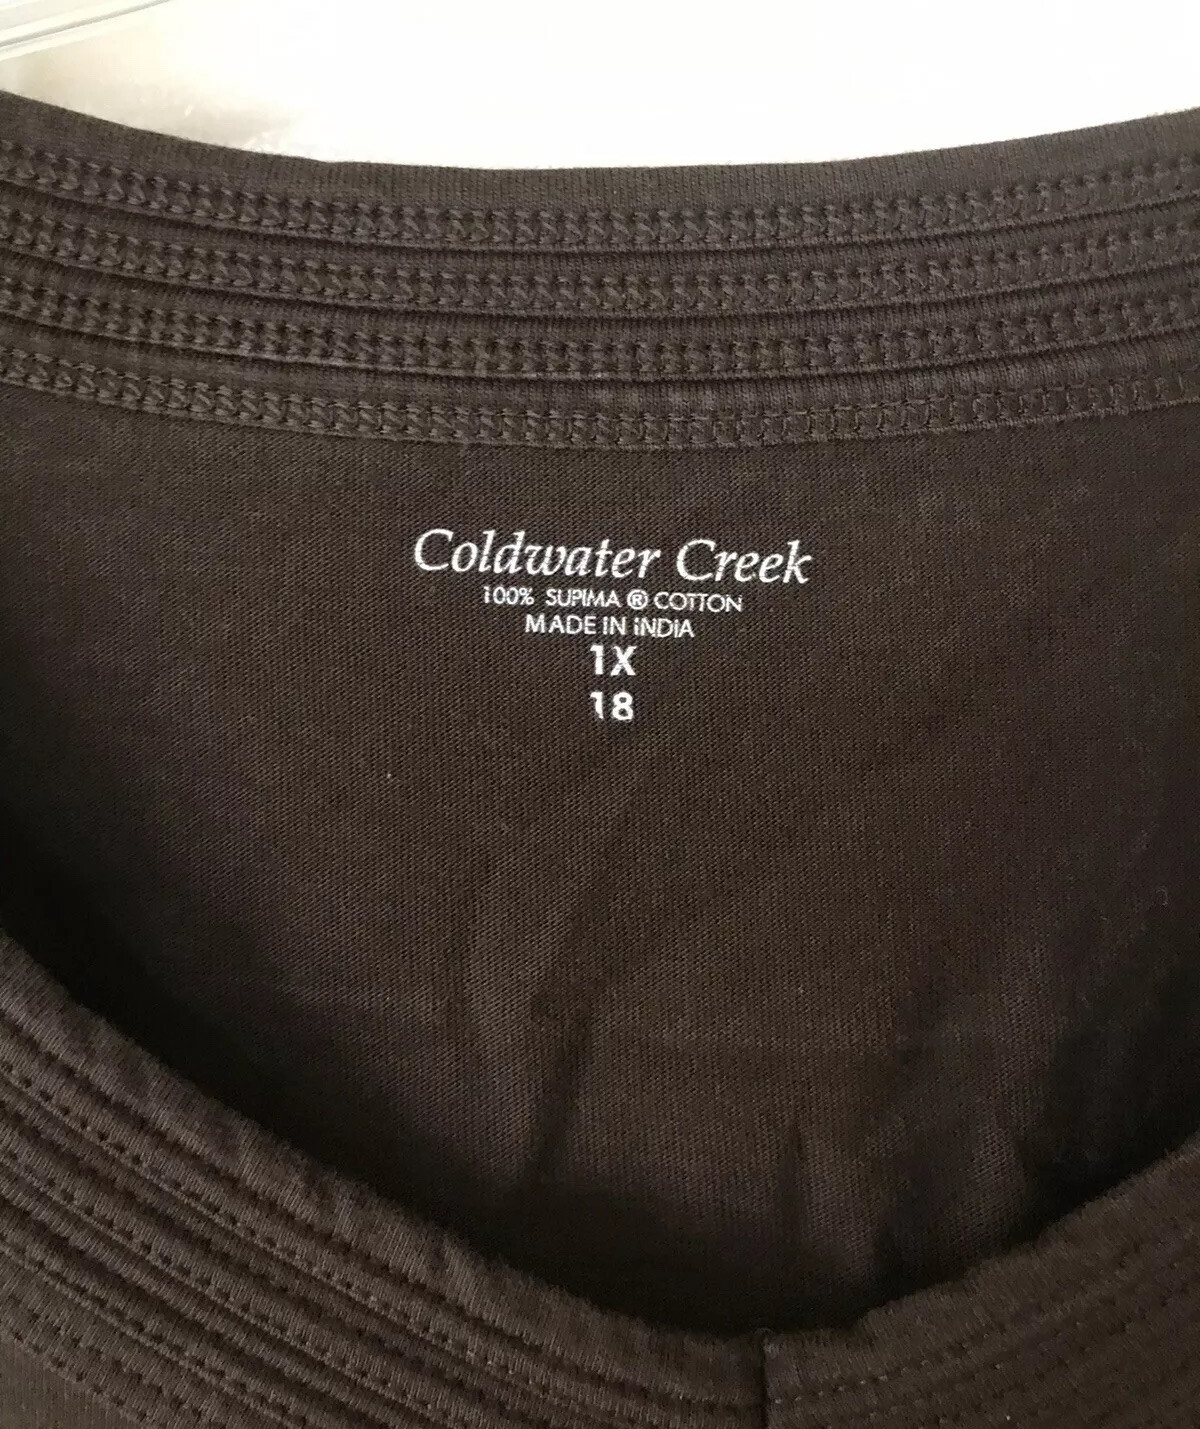 Coldwater Creek
100% SUPIMA ® COTTON
MADE IN INDIA
1X
18